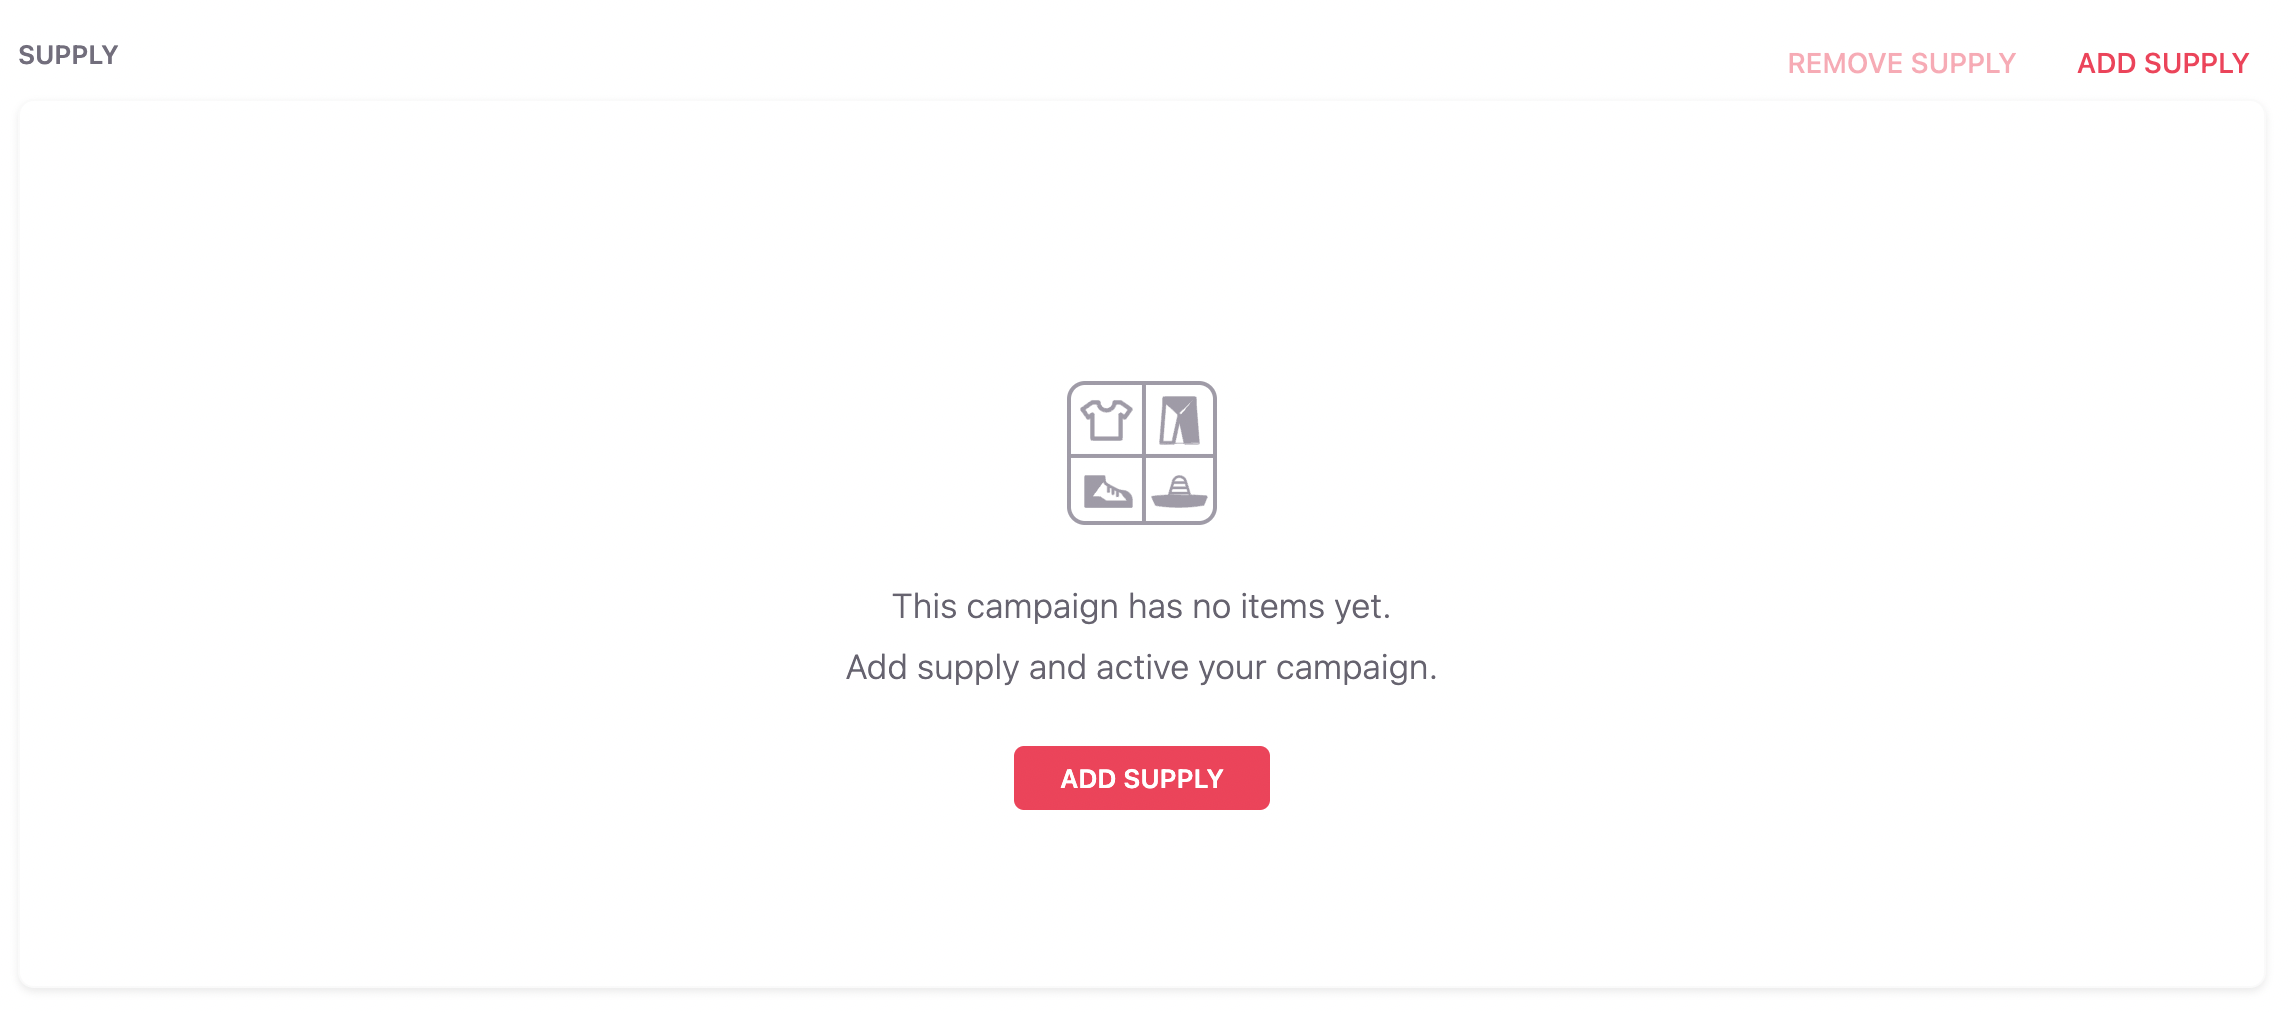 SUPPLY
REMOVE SUPPLY
ADD SUPPLY
This campaign has no items yet.
Add supply and active your campaign.
ADD SUPPLY